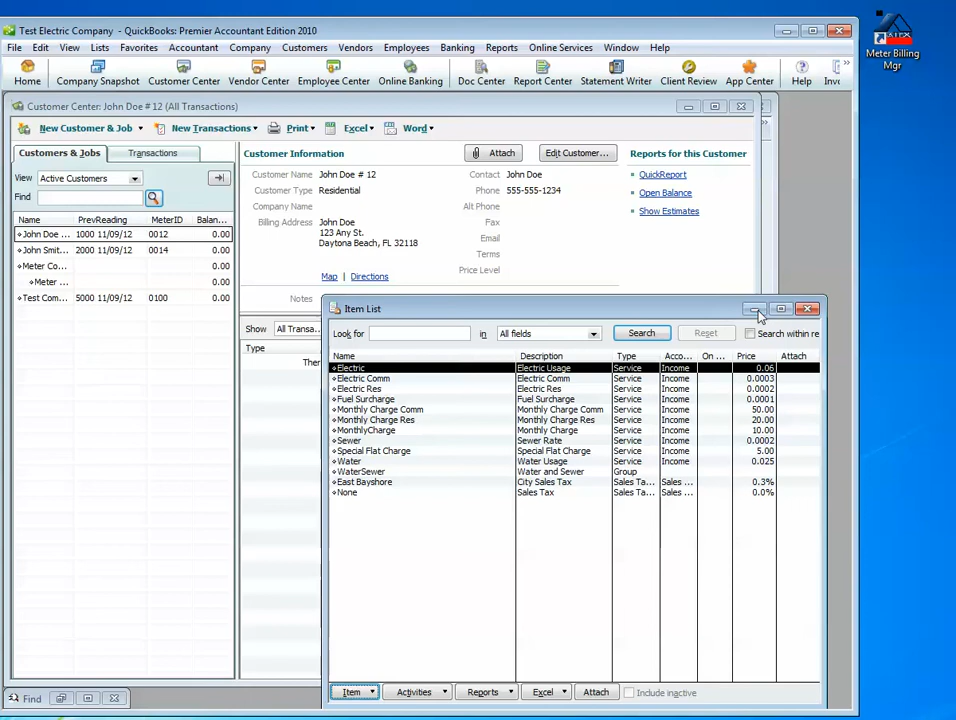 Test Electric Company - QuickBooks: Premier Accountant Edition 2010
File Edit View Lists Favorites Accountant Company Customers Vendors Employees Banking Reports Online Services Window Help
Home Company Snapshot Customer Center Vendor Center Employee Center Online Banking Doc Center Report Center Statement Writer Client Review App Center Help Inv
Meter Billing
Mgr
Customer Center: John Doe # 12 (All Transactions)
New Customer & Job New Transactions Print Excel Word
Customers & Jobs Transactions
View Active Customers
Find
Name PrevReading MeterID Balan...
John Doe ... 1000 11/09/12 0012 0.00
John Smit... 2000 11/09/12 0014 0.00
Meter Co... 0.00
Meter ... 0.00
Test Com... 5000 11/09/12 0100 0.00
Customer Information Attach Edit Customer...
Customer Name John Doe # 12
Customer Type Residential
Company Name
Billing Address John Doe
123 Any St.
Daytona Beach, FL 32118
Map | Directions
Notes
Contact John Doe
Phone 555-555-1234
Alt Phone
Fax
Email
Terms
Price Level
Reports for this Customer
QuickReport
Open Balance
Show Estimates
Show All Transa...
Type
Ther
Item List
Look for in All fields Search Reset Search within re
Name Description Type Acco... On ... Price Attach
Electric Electric Usage Service Income 0.06
Electric Comm Electric Comm Service Income 0.0003
Electric Res Electric Res Service Income 0.0002
Fuel Surcharge Fuel Surcharge Service Income 0.0001
Monthly Charge Comm Monthly Charge Comm Service Income 50.00
Monthly Charge Res Monthly Charge Res Service Income 20.00
MonthlyCharge Monthly Charge Service Income 10.00
Sewer Sewer Rate Service Income 0.0002
Special Flat Charge Special Flat Charge Service Income 5.00
Water Water Usage Service Income 0.025
WaterSewer Water and Sewer Group
East Bayshore City Sales Tax Sales Ta... Sales ... 0.3%
None Sales Tax Sales Ta... Sales ... 0.0%
Item Activities Reports Excel Attach Include inactive
Find